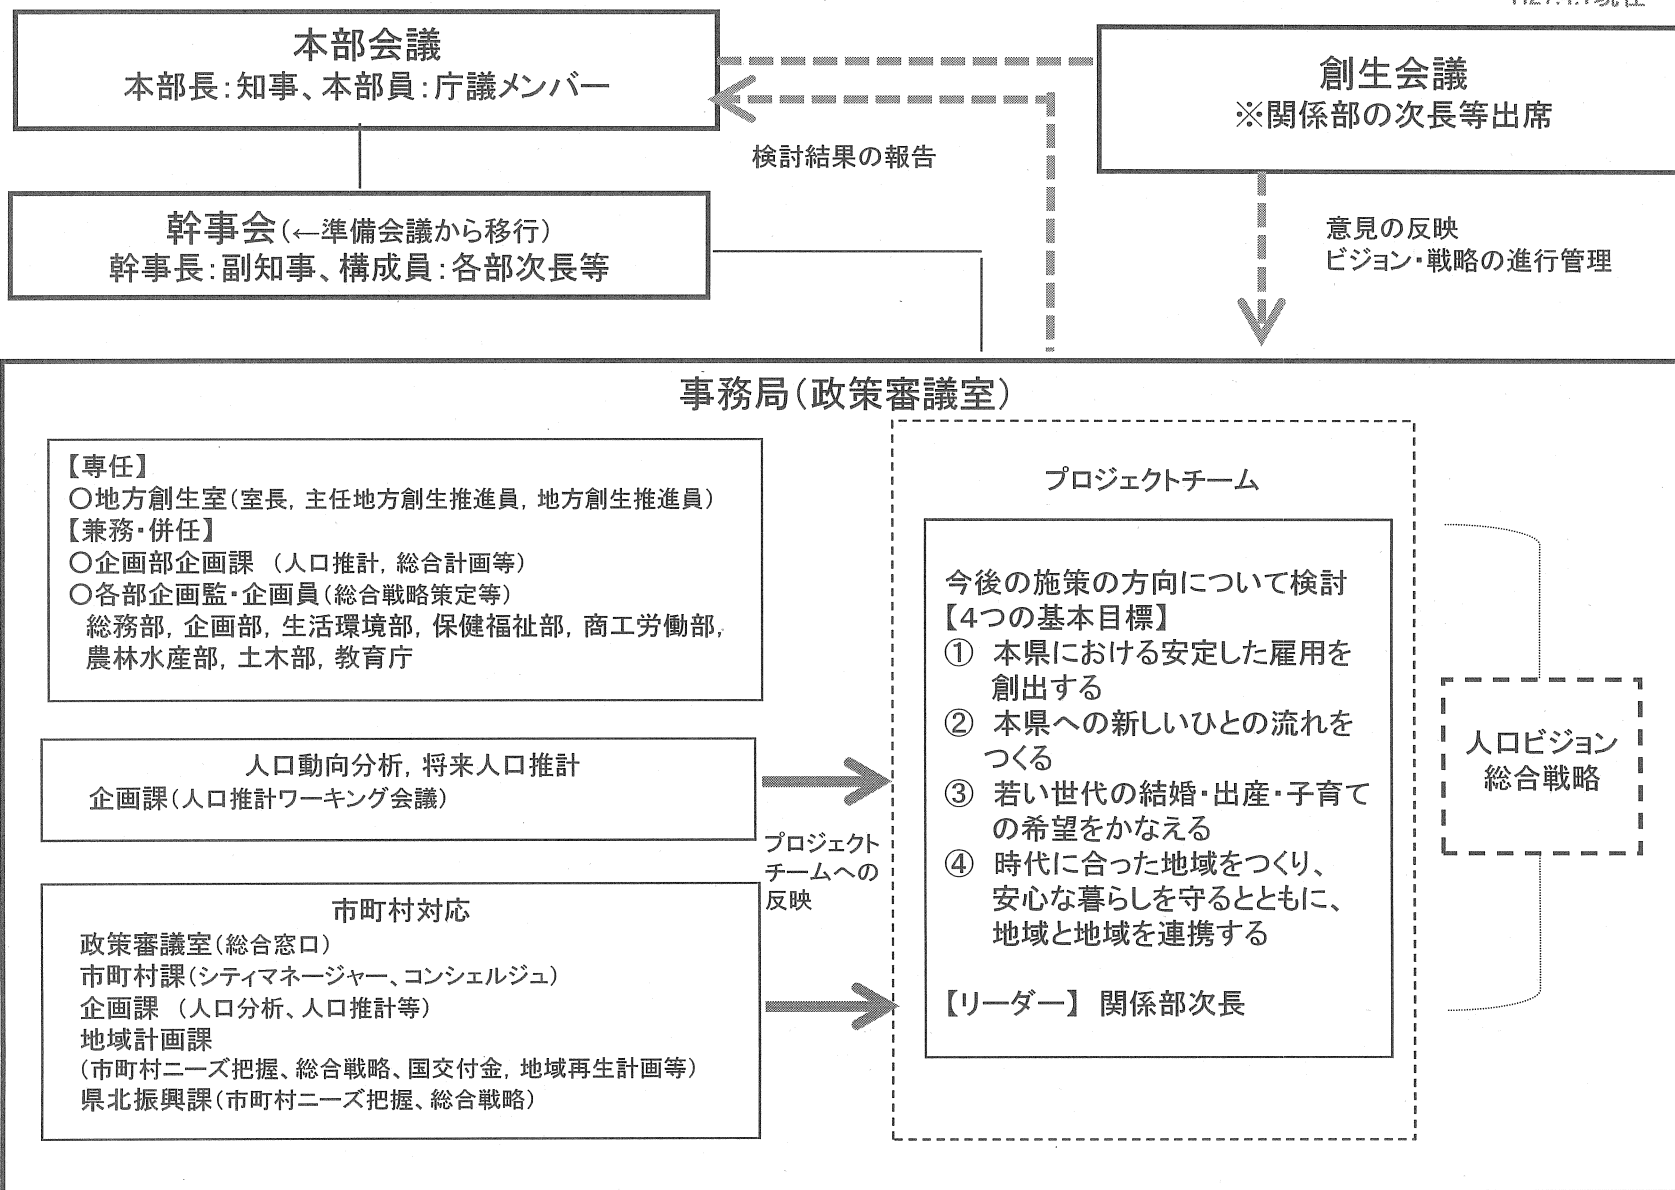 本部会議
本部長：知事、本部員：庁議メンバー
創生会議
※関係部の次長等出席
検討結果の報告
幹事会（←準備会議から移行）
幹事長：副知事、構成員：各部次長等
意見の反映
ビジョン・戦略の進行管理
事務局（政策審議室）
【専任】
〇地方創生室（室長，主任地方創生推進員，地方創生推進員）
【兼務・併任】
〇企画部企画課　（人口推計，総合計画等）
〇各部企画監・企画員（総合戦略策定等）
総務部，企画部，生活環境部，保健福祉部，商工労働部，
農林水産部，土木部，教育庁
人口動向分析，将来人口推計
企画課（人口推計ワーキング会議）
プロジェクト
チームへの
反映
市町村対応
政策審議室（総合窓口）
市町村課（シティマネージャー、コンシェルジュ）
企画課　（人口分析、人口推計等）
地域計画課
（市町村ニーズ把握、総合戦略、国交付金，地域再生計画等）
県北振興課（市町村ニーズ把握、総合戦略）
プロジェクトチーム
今後の施策の方向について検討
【４つの基本目標】
①　本県における安定した雇用を
創出する
②　本県への新しいひとの流れを
つくる
③　若い世代の結婚・出産・子育て
の希望をかなえる
④　時代に合った地域をつくり、
安心な暮らしを守るとともに、
地域と地域を連携する
【リーダー】　関係部次長
人口ビジョン
総合戦略